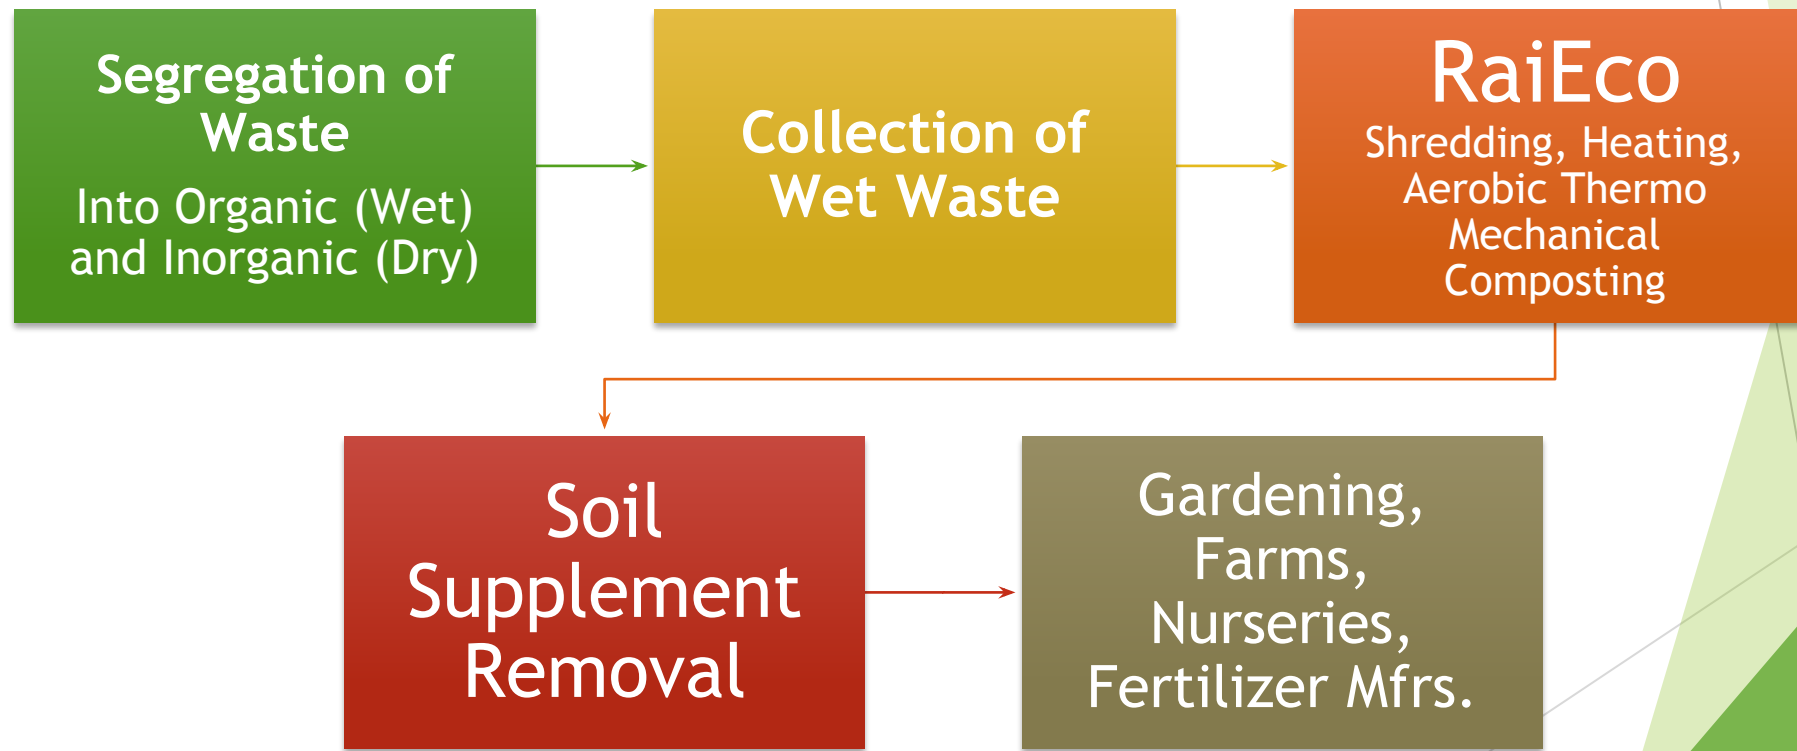 Segregation of
Waste
Into Organic (Wet)
and Inorganic (Dry)
Collection of
Wet Waste
RaiEco
Shredding, Heating,
Aerobic Thermo
Mechanical
Composting
Soil
Supplement
Removal
Gardening,
Farms,
Nurseries,
Fertilizer Mfrs.